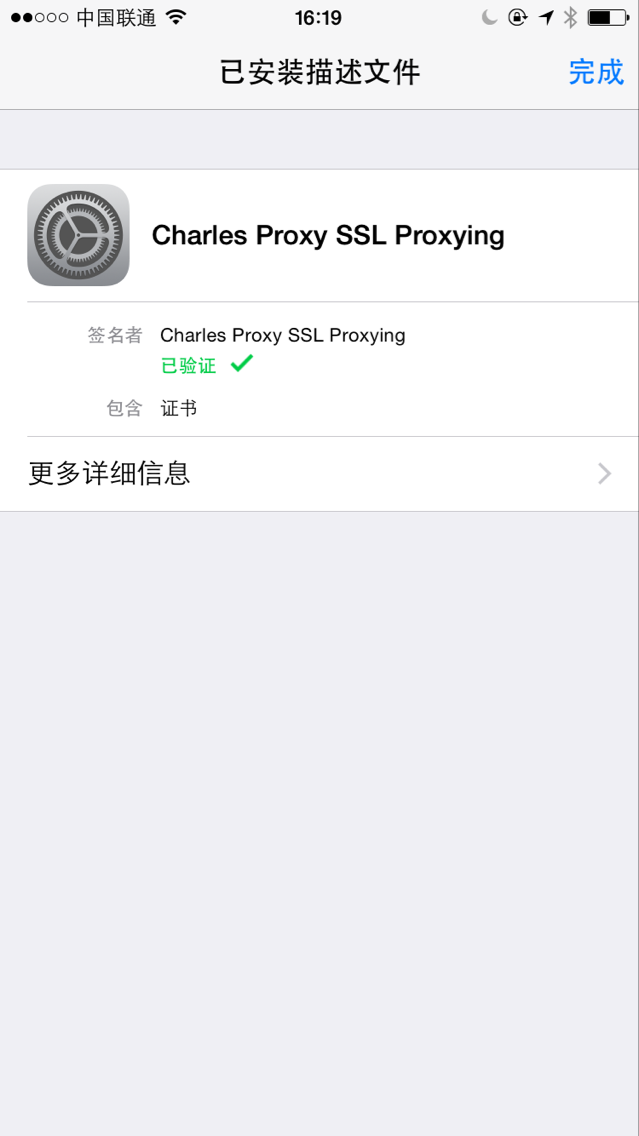 中国联通
16:19
已安装描述文件
完成
Charles Proxy SSL Proxying
签名者 Charles Proxy SSL Proxying
已验证
包含 证书
更多详细信息